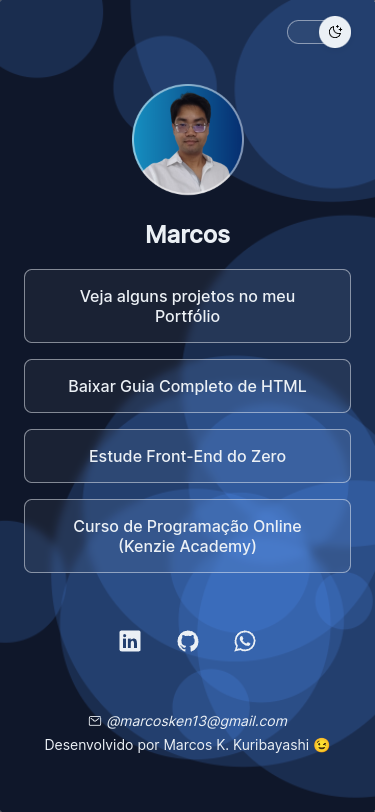 Marcos
Veja alguns projetos no meu
Portfólio
Baixar Guia Completo de HTML
Estude Front-End do Zero
Curso de Programação Online
(Kenzie Academy)
@marcosken13@gmail.com
Desenvolvido por Marcos K. Kuribayashi 😉